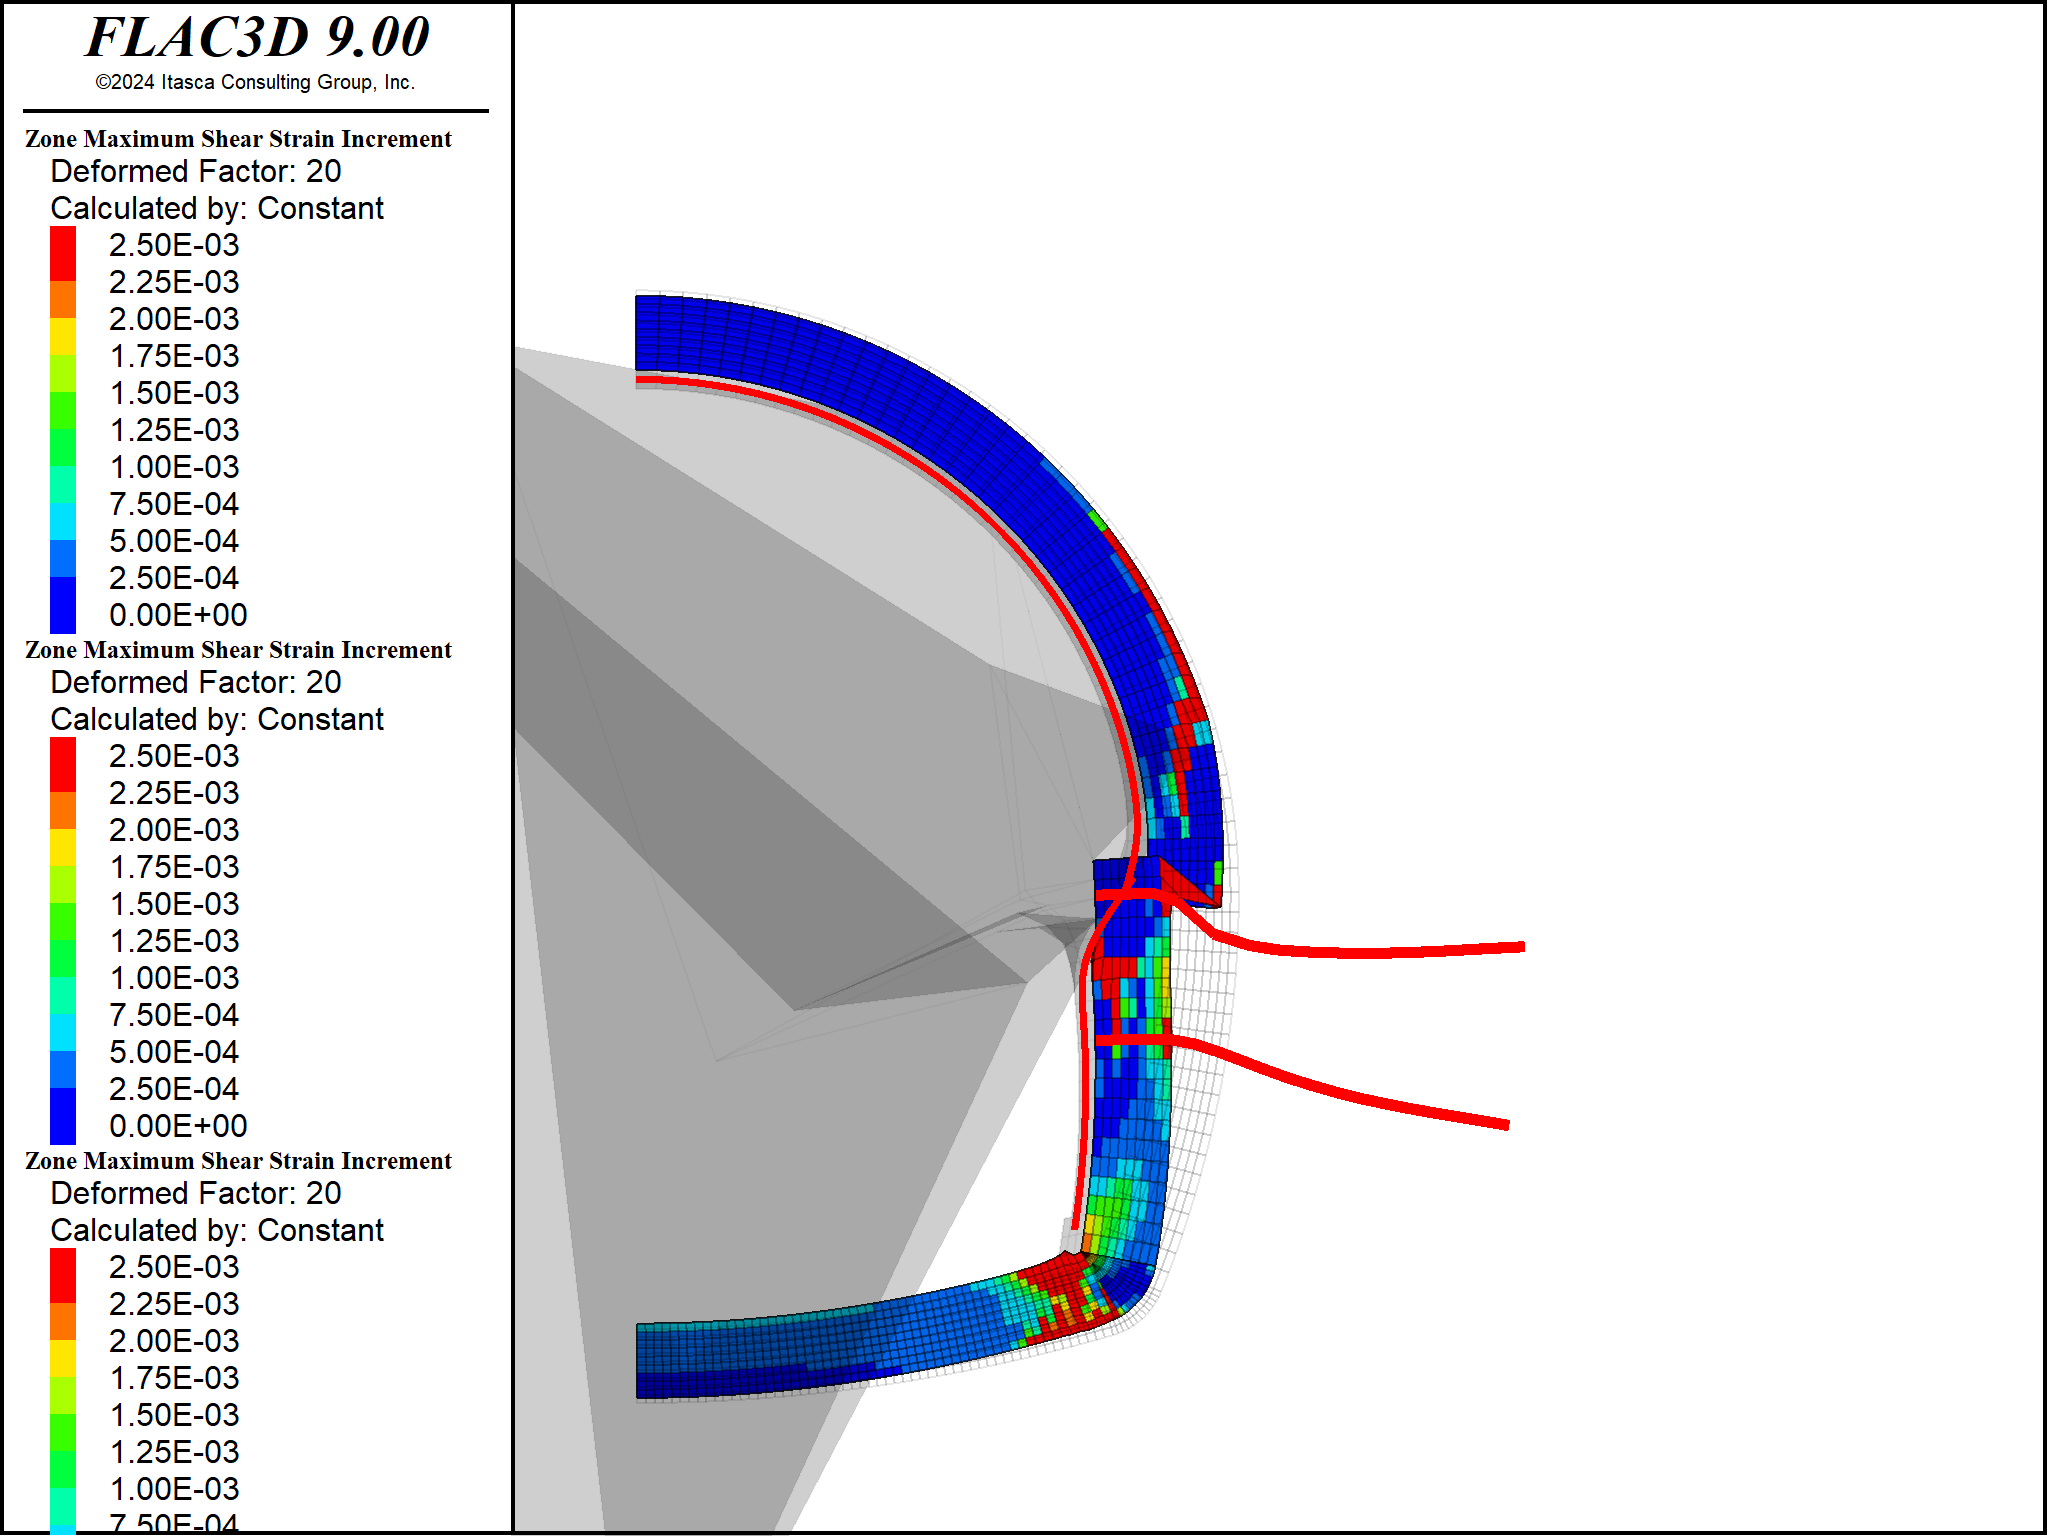 FLAC3D 9.00
©2024 Itasca Consulting Group, Inc.
Zone Maximum Shear Strain Increment
Deformed Factor: 20
Calculated by: Constant
2.50E-03
2.25E-03
2.00E-03
1.75E-03
1.50E-03
1.25E-03
1.00E-03
7.50E-04
5.00E-04
2.50E-04
0.00E+00
Zone Maximum Shear Strain Increment
Deformed Factor: 20
Calculated by: Constant
2.50E-03
2.25E-03
2.00E-03
1.75E-03
1.50E-03
1.25E-03
1.00E-03
7.50E-04
5.00E-04
2.50E-04
0.00E+00
Zone Maximum Shear Strain Increment
Deformed Factor: 20
Calculated by: Constant
2.50E-03
2.25E-03
2.00E-03
1.75E-03
1.50E-03
1.25E-03
1.00E-03
7.50E-04